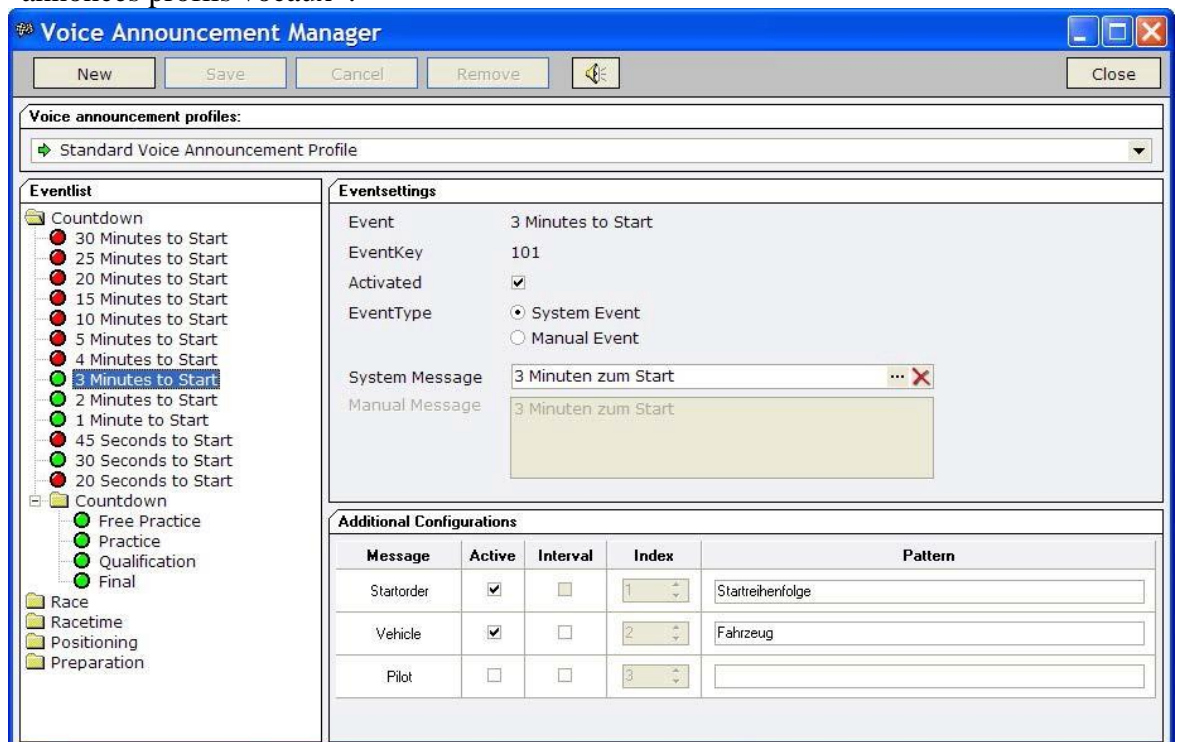 Voice Announcement Manager
New Save Cancel Remove Close
Voice announcement profiles:
Standard Voice Announcement Profile
Eventlist
Countdown
30 Minutes to Start
25 Minutes to Start
20 Minutes to Start
15 Minutes to Start
10 Minutes to Start
5 Minutes to Start
4 Minutes to Start
3 Minutes to Start
2 Minutes to Start
1 Minute to Start
45 Seconds to Start
30 Seconds to Start
20 Seconds to Start
Countdown
Free Practice
Practice
Qualification
Final
Race
Racetime
Positioning
Preparation
Eventsettings
Event 3 Minutes to Start
EventKey 101
Activated
EventType System Event
Manual Event
System Message 3 Minuten zum Start ...
Manual Message 3 Minuten zum Start
Additional Configurations
Message Active Interval Index Pattern
Startorder 1 Startreihenfolge
Vehicle 2 Fahrzeug
Pilot 3